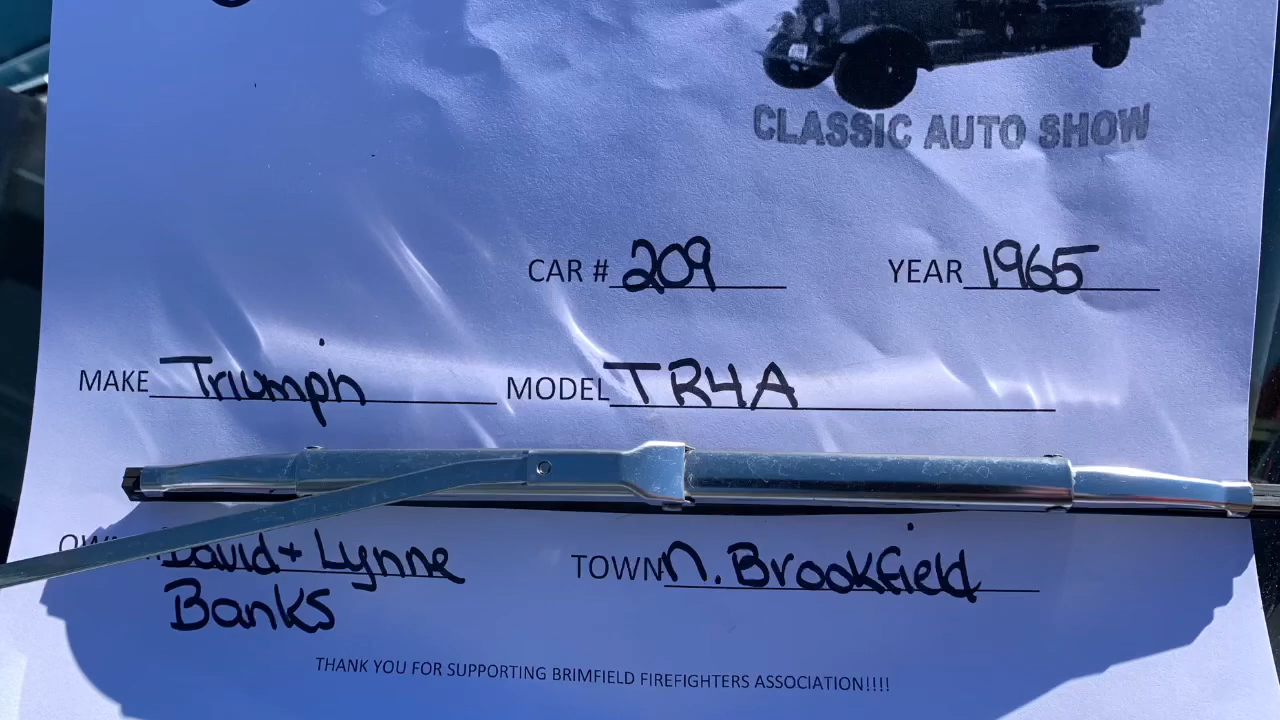 CLASSIC AUTO SHOW
CAR # 209 YEAR 1965
MAKE Triumph MODEL TR4A
David + Lynne TOWN N. Brookfield
Banks
THANK YOU FOR SUPPORTING BRIMFIELD FIREFIGHTERS ASSOCIATION!!!!